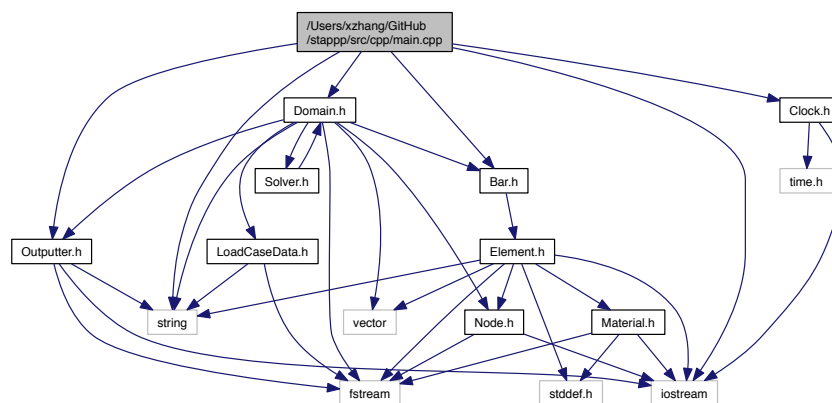 /Users/xzhang/GitHub
/stappp/src/cpp/main.cpp
Domain.h
Clock.h
Solver.h
Bar.h
time.h
Outputter.h
LoadCaseData.h
Element.h
string
vector
Node.h
Material.h
fstream
stddef.h
iostream